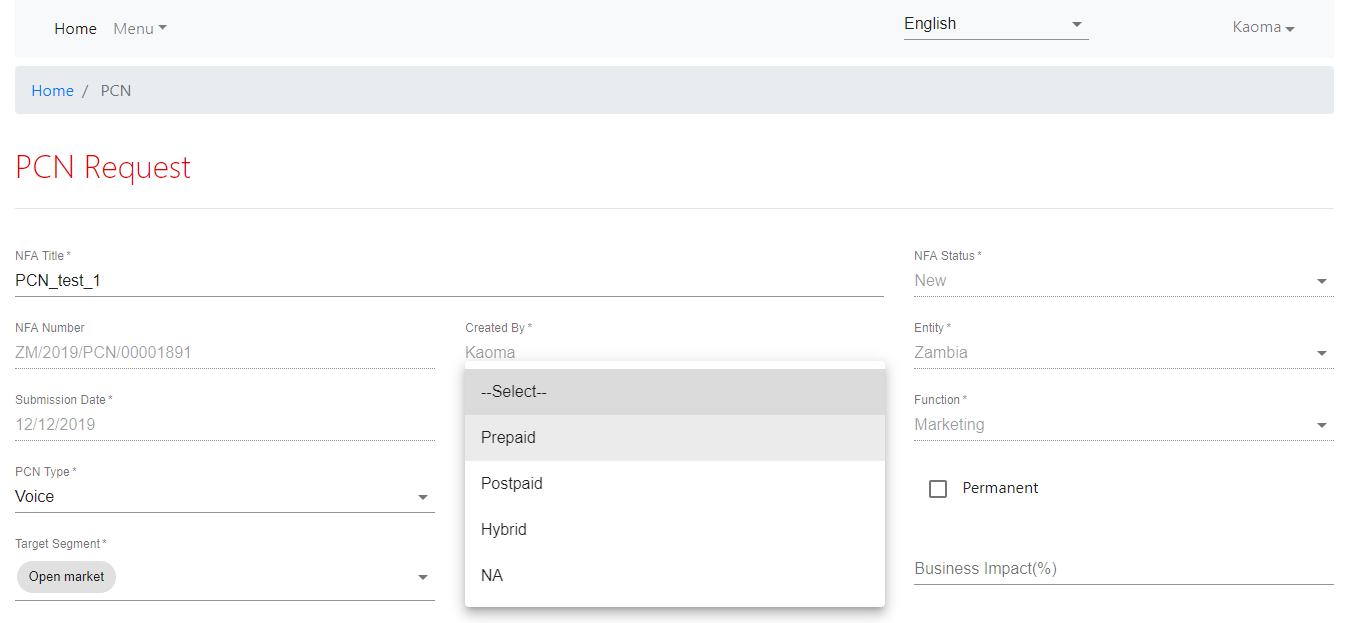 Home Menu English Kaoma
Home / PCN
PCN Request
NFA Title *
PCN_test_1
NFA Status *
New
NFA Number
ZM/2019/PCN/00001891
Created By *
Kaoma
Entity *
Zambia
Submission Date *
12/12/2019
--Select--
Prepaid
Postpaid
Hybrid
NA
Function *
Marketing
PCN Type *
Voice
Permanent
Target Segment *
Open market
Business Impact(%)